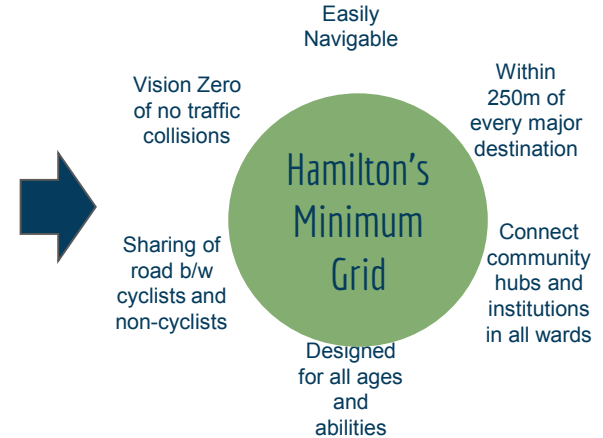 Easily
Navigable
Vision Zero
of no traffic
collisions
Within
250m of
every major
destination
Hamilton's
Minimum
Grid
Sharing of
road b/w
cyclists and
non-cyclists
Connect
community
hubs and
institutions
in all wards
Designed
for all ages
and
abilities